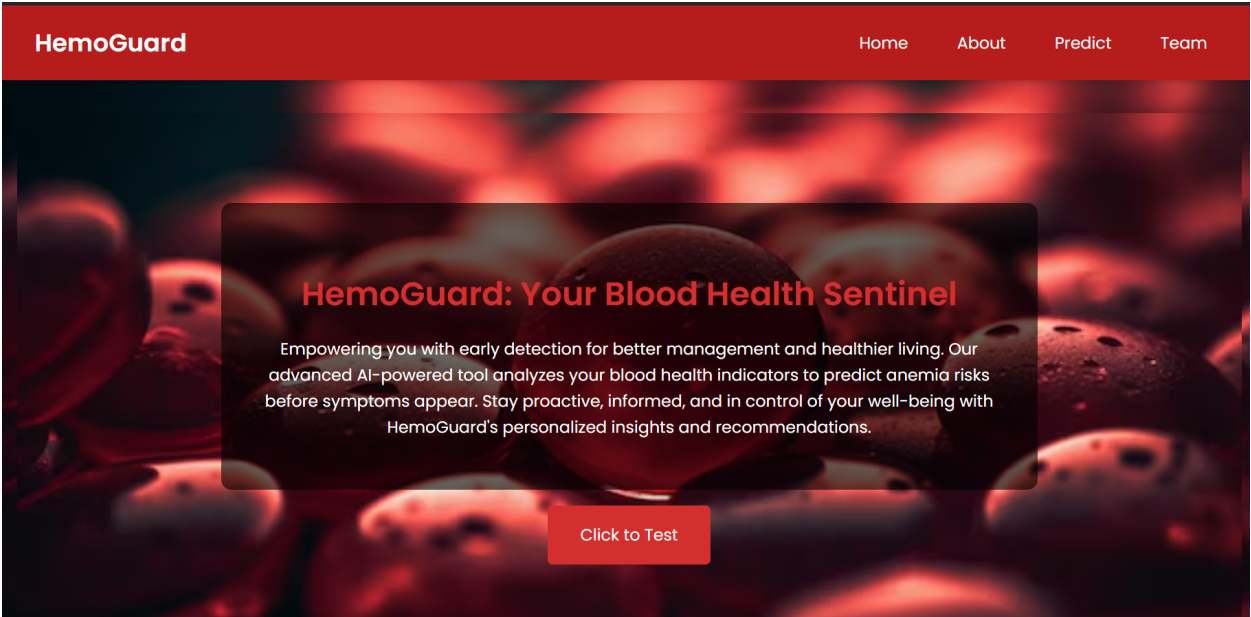 HemoGuard
Home About Predict Team
HemoGuard: Your Blood Health Sentinel
Empowering you with early detection for better management and healthier living. Our
advanced AI-powered tool analyzes your blood health indicators to predict anemia risks
before symptoms appear. Stay proactive, informed, and in control of your well-being with
HemoGuard's personalized insights and recommendations.
Click to Test